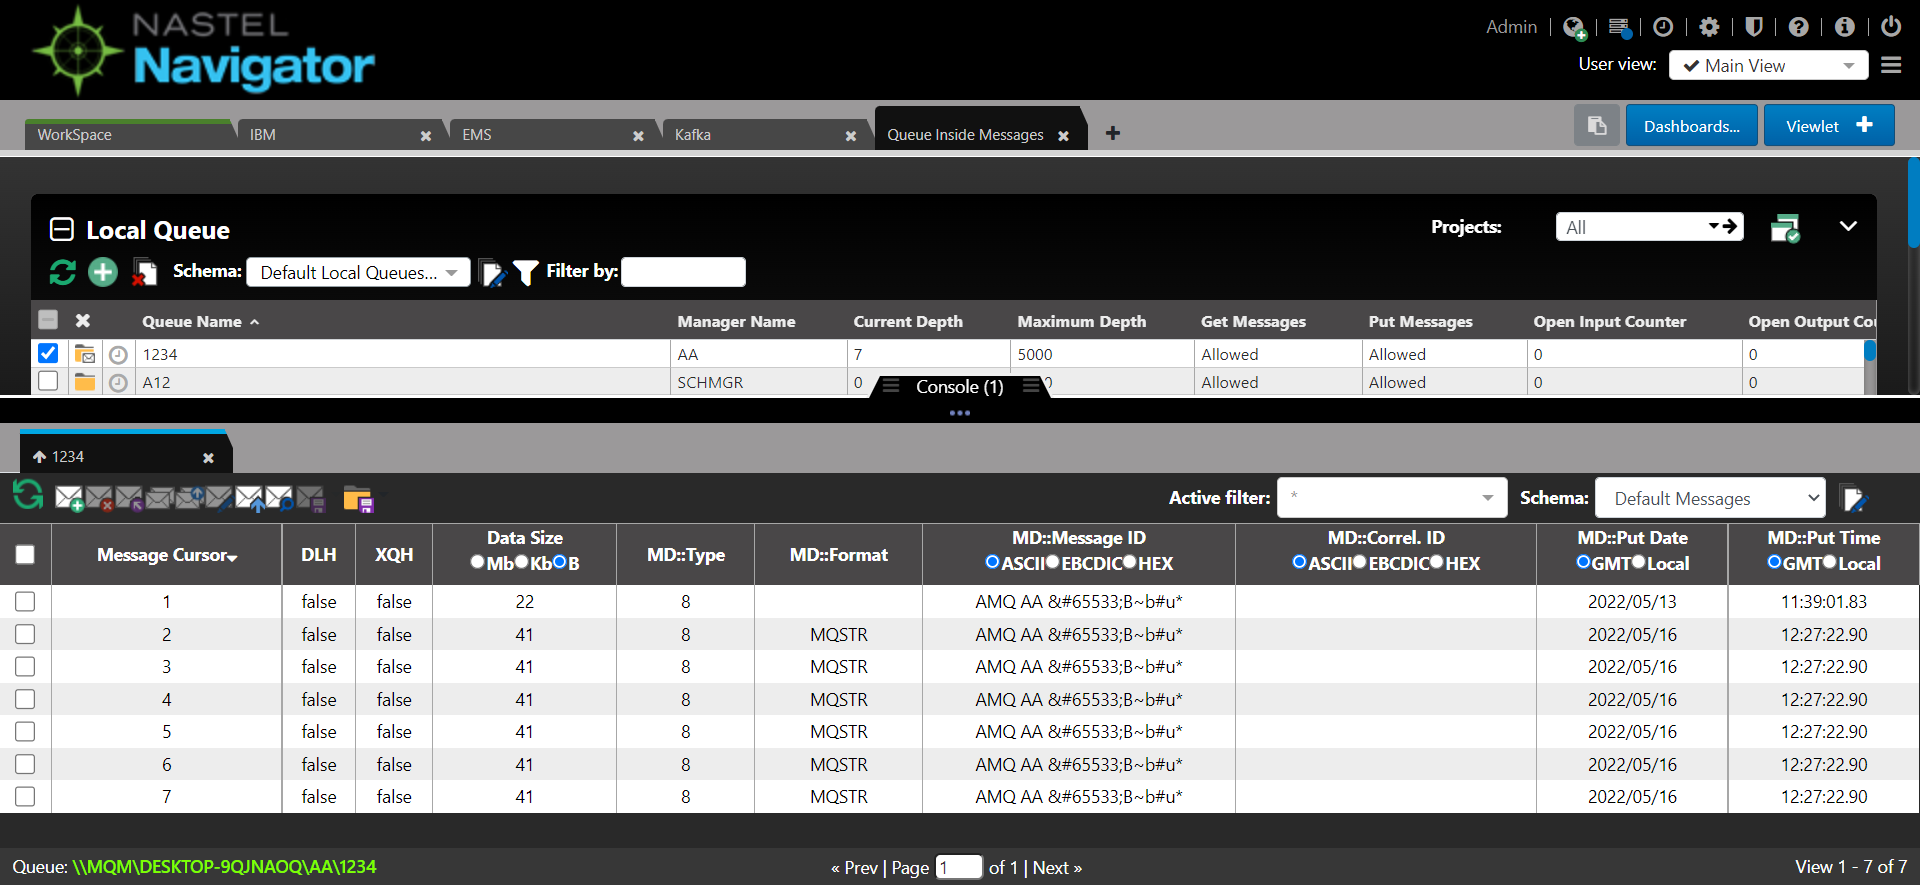 NASTEL
Navigator
Admin
User view: Main View
WorkSpace IBM EMS Kafka Queue Inside Messages
Dashboards... Viewlet
Local Queue
Projects: All
Schema: Default Local Queues... Filter by:
Queue Name Manager Name Current Depth Maximum Depth Get Messages Put Messages Open Input Counter Open Output Cou
1234 AA 7 5000 Allowed Allowed 0 0
A12 SCHMGR 0 Allowed Allowed 0 0
Console (1)
1234
Active filter: * Schema: Default Messages
Message Cursor DLH XQH Data Size Mb Kb B MD::Type MD::Format MD::Message ID ASCII EBCDIC HEX MD::Correl. ID ASCII EBCDIC HEX MD::Put Date GMT Local MD::Put Time GMT Local
1 false false 22 8 AMQ AA &#65533;B~b#u* 2022/05/13 11:39:01.83
2 false false 41 8 MQSTR AMQ AA &#65533;B~b#u* 2022/05/16 12:27:22.90
3 false false 41 8 MQSTR AMQ AA &#65533;B~b#u* 2022/05/16 12:27:22.90
4 false false 41 8 MQSTR AMQ AA &#65533;B~b#u* 2022/05/16 12:27:22.90
5 false false 41 8 MQSTR AMQ AA &#65533;B~b#u* 2022/05/16 12:27:22.90
6 false false 41 8 MQSTR AMQ AA &#65533;B~b#u* 2022/05/16 12:27:22.90
7 false false 41 8 MQSTR AMQ AA &#65533;B~b#u* 2022/05/16 12:27:22.90
Queue: \\MQM\DESKTOP-9QJNAOQ\AA\1234 « Prev | Page 1 of 1 | Next » View 1 - 7 of 7